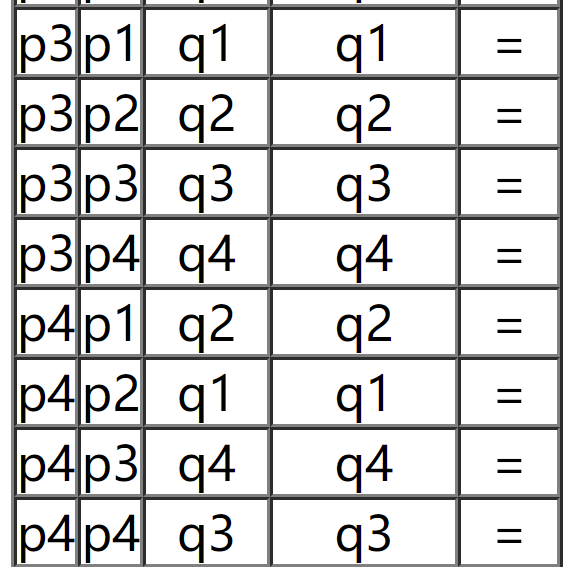 p3 p1 q1 q1 =
p3 p2 q2 q2 =
p3 p3 q3 q3 =
p3 p4 q4 q4 =
p4 p1 q2 q2 =
p4 p2 q1 q1 =
p4 p3 q4 q4 =
p4 p4 q3 q3 =